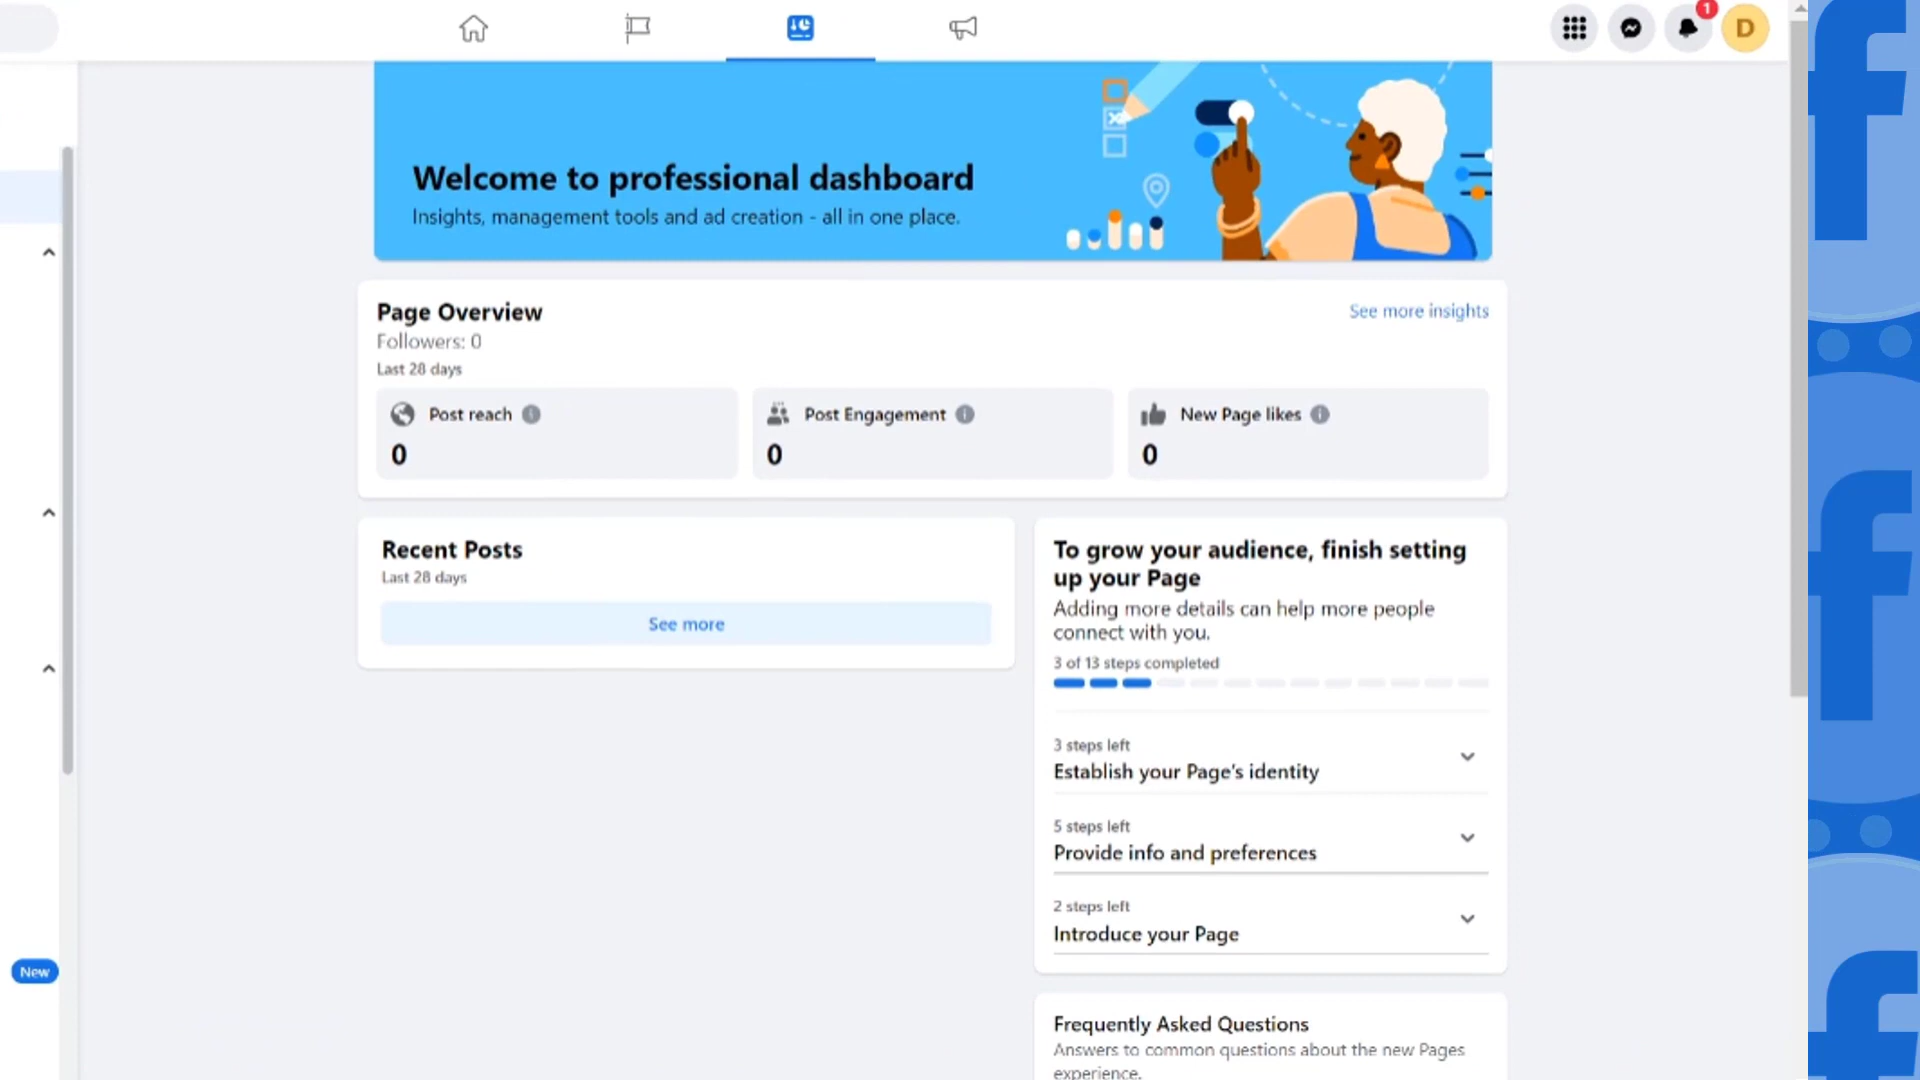 1
D
Welcome to professional dashboard
Insights, management tools and ad creation - all in one place.
Page Overview
See more insights
Followers: 0
Last 28 days
Post reach
0
Post Engagement
0
New Page likes
0
Recent Posts
Last 28 days
See more
To grow your audience, finish setting
up your Page
Adding more details can help more people
connect with you.
3 of 13 steps completed
3 steps left
Establish your Page's identity
5 steps left
Provide info and preferences
2 steps left
Introduce your Page
New
Frequently Asked Questions
Answers to common questions about the new Pages
experience.